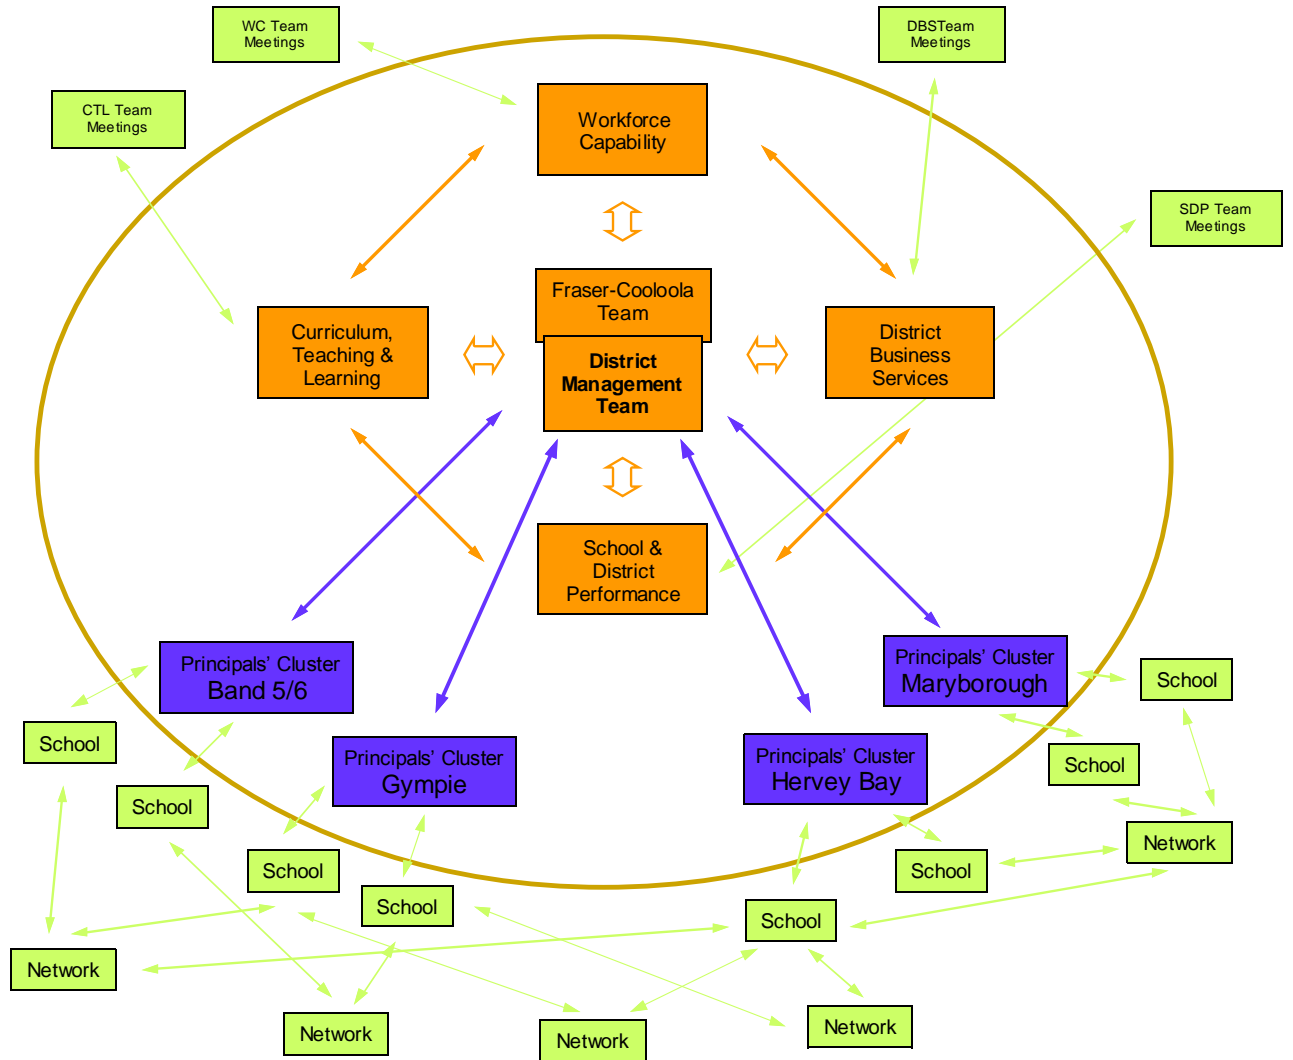 WC Team
Meetings
DBSTeam
Meetings
CTL Team
Meetings
Workforce
Capability
SDP Team
Meetings
Fraser-Cooloola
Team
Curriculum,
Teaching &
Learning
District
Management
Team
District
Business
Services
School &
District
Performance
Principals' Cluster
Band 5/6
Principals' Cluster
Maryborough
School
School
Principals' Cluster
Gympie
Principals' Cluster
Hervey Bay
School
School
School
School
Network
School
School
Network
Network
Network
Network